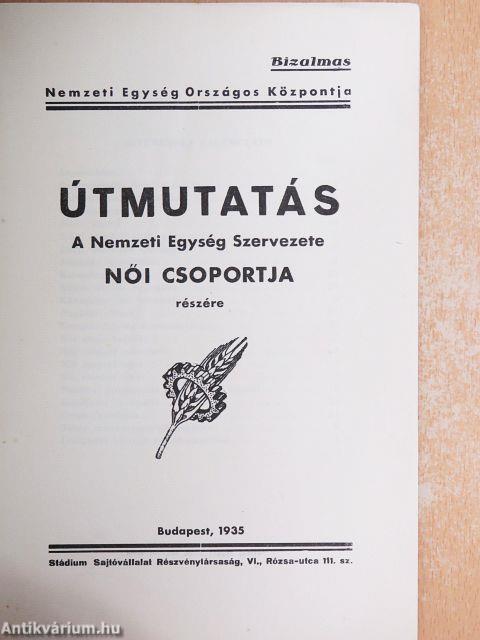 Bizalmas
Nemzeti Egység Országos Központja
ÚTMUTATÁS
A Nemzeti Egység Szervezete
NŐI CSOPORTJA
részére
Budapest, 1935
Stádium Sajtóvállalat Részvénytársaság, VI., Rózsa-utca 111. sz.
Antikvárium.hu